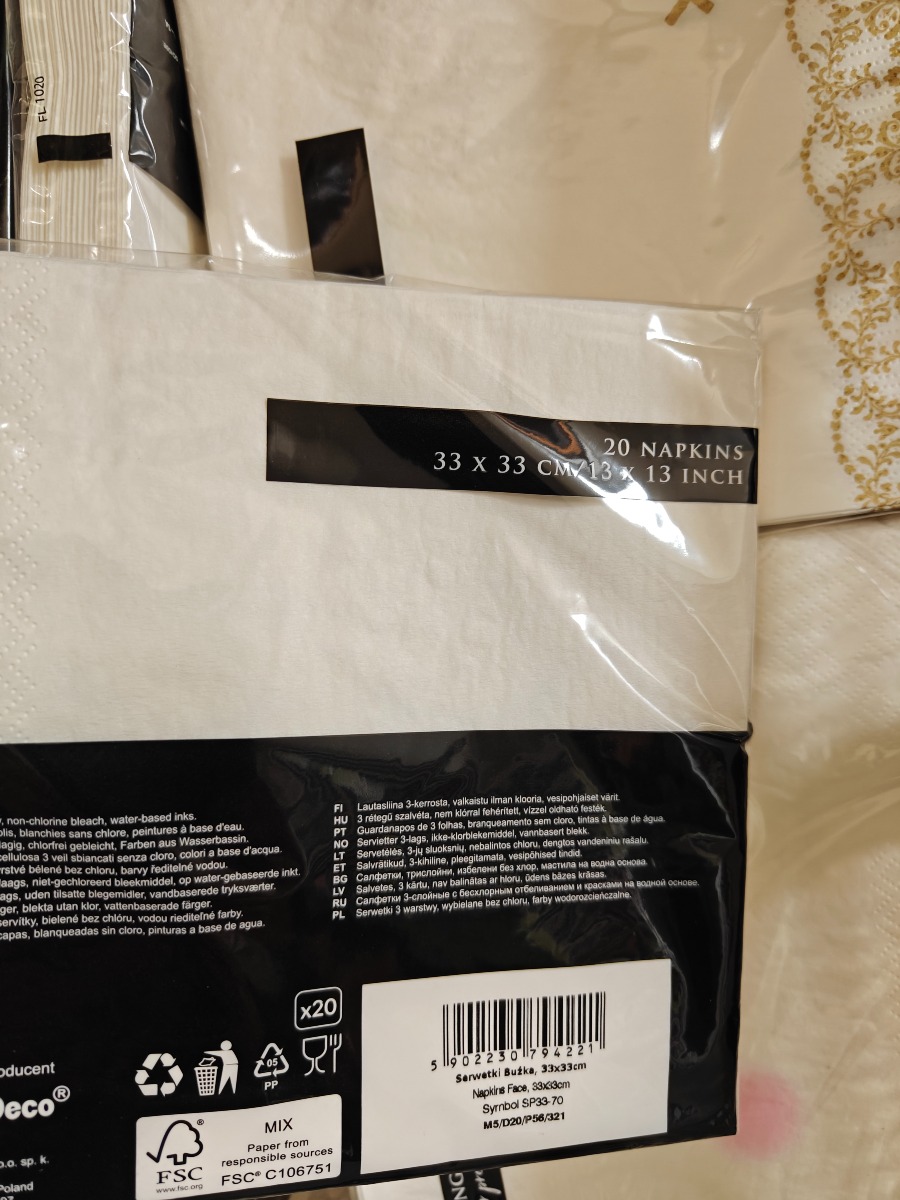 FL 1020
20 NAPKINS
33 x 33 CM/13 x 13 INCH
, non-chlorine bleach, water-based inks.
olis, blanchies sans chlore, peintures à base d'eau.
lagig, chlorfrei gebleicht, Farben aus Wasserbassin.
cellulosa 3 veil sbiancati senza cloro, colori a base d'acqua.
vrstvé bělené bez chloru, barvy ředitelné vodou.
laags, niet-gechloreerd bleekmiddel, op water-gebaseerde inkt.
ags, uden tilsatte blegemidler, vandbaserede tryksværter.
ger, blekta utan klor, vattenbaserade färger.
servítky, bielené bez chlóru, vodou riediteľné farby.
capas, blanqueadas sin cloro, pinturas a base de agua.
FI Lautasliina 3-kerrosta, valkaistu ilman klooria, vesipohjaiset värit.
HU 3 rétegű szalvéta, nem klórral fehérített, vízzel oldható festék.
PT Guardanapos de 3 folhas, branqueamento sem cloro, tintas à base de água.
NO Servietter 3-lags, ikke-klorblekemiddel, vannbasert blekk.
LT Servetėlės, 3-jų sluoksnių, nebalintos chloru, dengtos vandeniniu rašalu.
ET Salvrätikud, 3-kihiline, pleegitamata, vesipõhised tindid.
BG Салфетки, трислойни, избелени без хлор, мастила на водна основа.
LV Salvetes, 3 kārtu, nav balinātas ar hloru, ūdens bāzes krāsas.
RU Салфетки 3-слойные с бесхлорным отбеливанием и красками на водной основе.
PL Serwetki 3 warstwy, wybielane bez chloru, farby wodorozcieńczalne.
x20
05
PP
oducent
Deco®
o.o. sp. k.
Poland
FSC®
www.fsc.org
MIX
Paper from
responsible sources
FSC® C106751
5 902230 794221
Serwetki Buźka, 33x33cm
Napkins Face, 33x33cm
Symbol SP33-70
M5/D20/P56/321